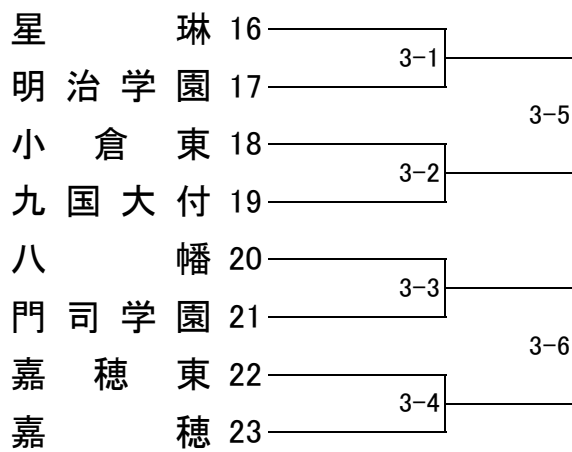 星琳 16
3-1
明治学園 17
3-5
小倉東 18
3-2
九国大付 19
八幡 20
3-3
門司学園 21
3-6
嘉穂東 22
3-4
嘉穂 23